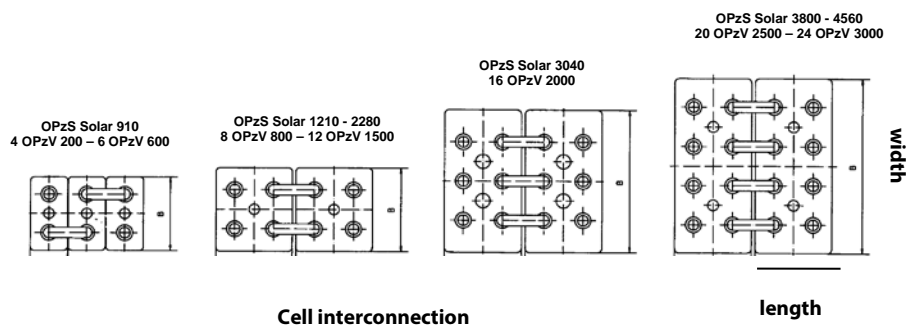 OPzS Solar 910
4 OPzV 200 – 6 OPzV 600
B
OPzS Solar 1210 - 2280
8 OPzV 800 – 12 OPzV 1500
B
OPzS Solar 3040
16 OPzV 2000
B
OPzS Solar 3800 - 4560
20 OPzV 2500 – 24 OPzV 3000
B
width
length
Cell interconnection